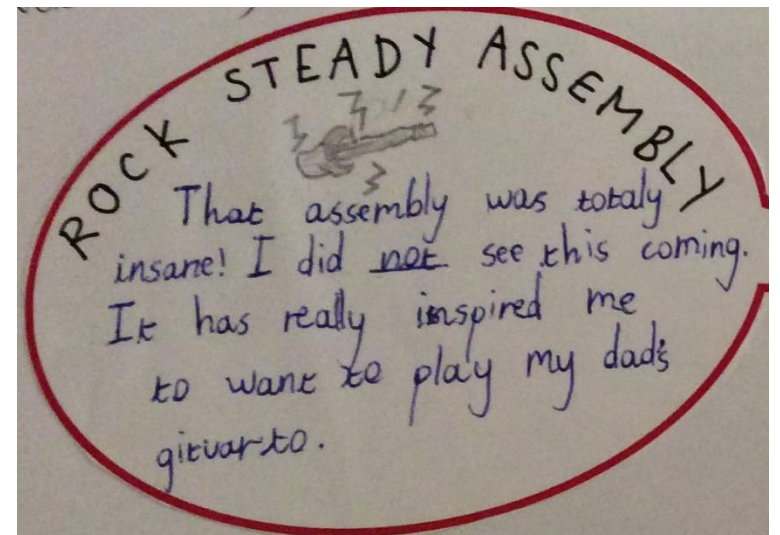 ROCK STEADY ASSEMBLY
That assembly was totaly
insane! I did not see this coming.
It has really inspired me
to want to play my dad's
gituar to.